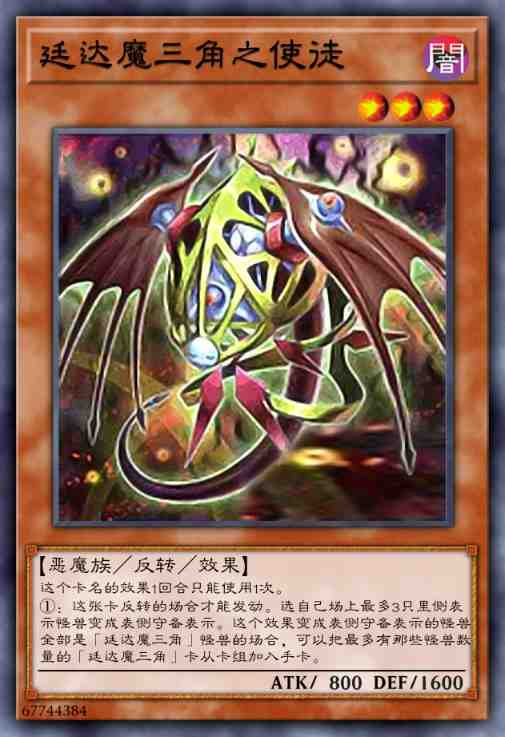 廷达魔三角之使徒
闇
【恶魔族／反转／效果】
这个卡名的效果1回合只能使用1次。
①：这张卡反转的场合才能发动。选自己场上最多3只里侧表
示怪兽变成表侧守备表示。这个效果变成表侧守备表示的怪兽
全部是「廷达魔三角」怪兽的场合，可以把最多有那些怪兽数
量的「廷达魔三角」卡从卡组加入手卡。
ATK/ 800 DEF/1600
67744384